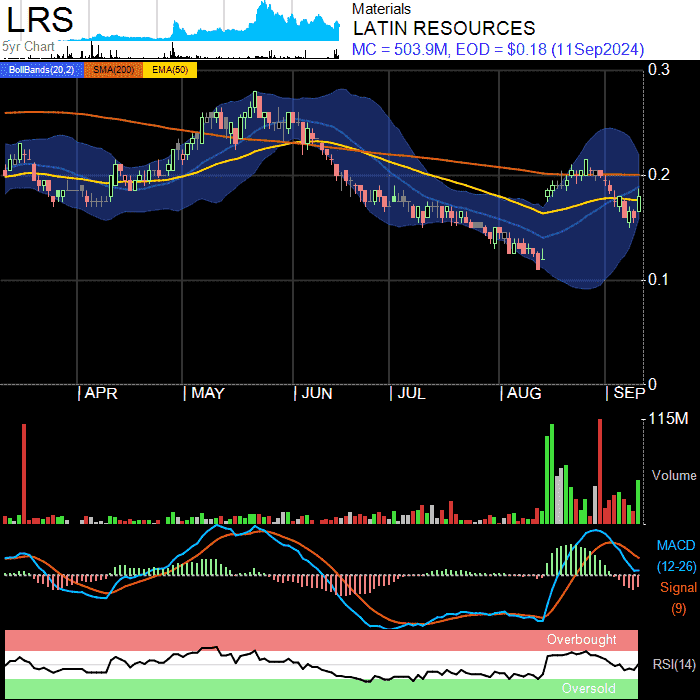 LRS
5yr Chart
Materials
LATIN RESOURCES
MC = 503.9M, EOD = $0.18 (11Sep2024)
BollBands(20,2) SMA(200) EMA(50)
0.3
0.2
0.1
0
APR MAY JUN JUL AUG SEP
115M
Volume
MACD
(12-26)
Signal
(9)
Overbought
RSI(14)
Oversold